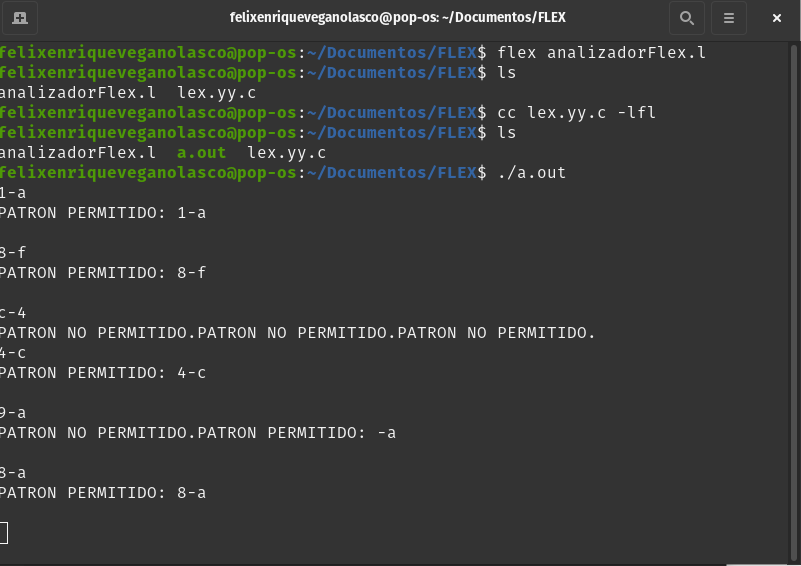 felixenriqueveganolasco@pop-os: ~/Documentos/FLEX
felixenriqueveganolasco@pop-os:~/Documentos/FLEX$ flex analizadorFlex.l
felixenriqueveganolasco@pop-os:~/Documentos/FLEX$ ls
analizadorFlex.l  lex.yy.c
felixenriqueveganolasco@pop-os:~/Documentos/FLEX$ cc lex.yy.c -lfl
felixenriqueveganolasco@pop-os:~/Documentos/FLEX$ ls
analizadorFlex.l  a.out  lex.yy.c
felixenriqueveganolasco@pop-os:~/Documentos/FLEX$ ./a.out
1-a
PATRON PERMITIDO: 1-a
8-f
PATRON PERMITIDO: 8-f
c-4
PATRON NO PERMITIDO.PATRON NO PERMITIDO.PATRON NO PERMITIDO.
4-c
PATRON PERMITIDO: 4-c
9-a
PATRON NO PERMITIDO.PATRON PERMITIDO: -a
8-a
PATRON PERMITIDO: 8-a